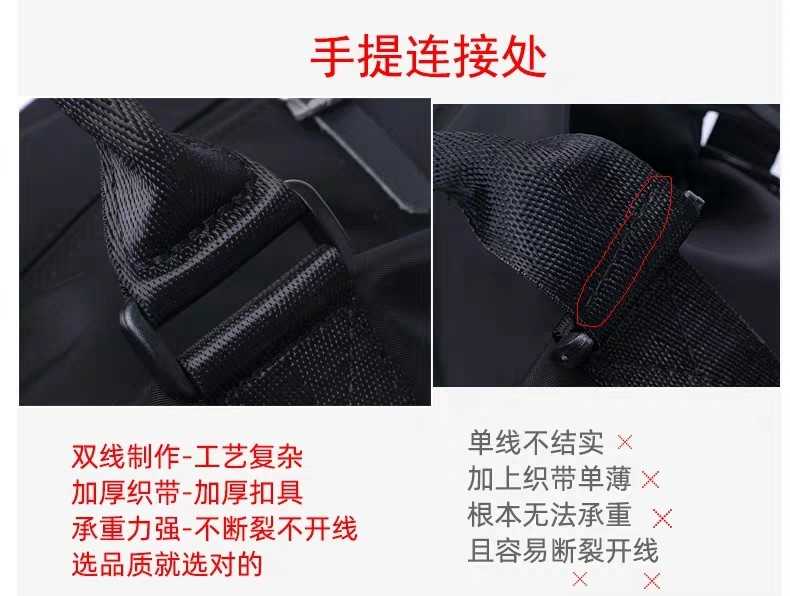 手提连接处
双线制作-工艺复杂
加厚织带-加厚扣具
承重力强-不断裂不开线
选品质就选对的
单线不结实
加上织带单薄
根本无法承重
且容易断裂开线